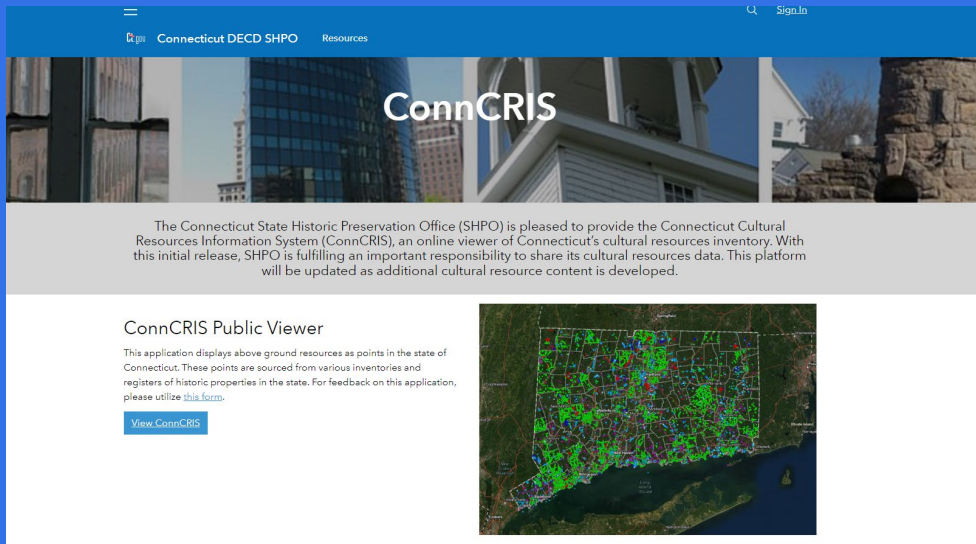 Sign In
ct.gov Connecticut DECD SHPO Resources
ConnCRIS
The Connecticut State Historic Preservation Office (SHPO) is pleased to provide the Connecticut Cultural
Resources Information System (ConnCRIS), an online viewer of Connecticut's cultural resources inventory. With
this initial release, SHPO is fulfilling an important responsibility to share its cultural resources data. This platform
will be updated as additional cultural resource content is developed.
ConnCRIS Public Viewer
This application displays above ground resources as points in the state of
Connecticut. These points are sourced from various inventories and
registers of historic properties in the state. For feedback on this application,
please utilize this form.
View ConnCRIS